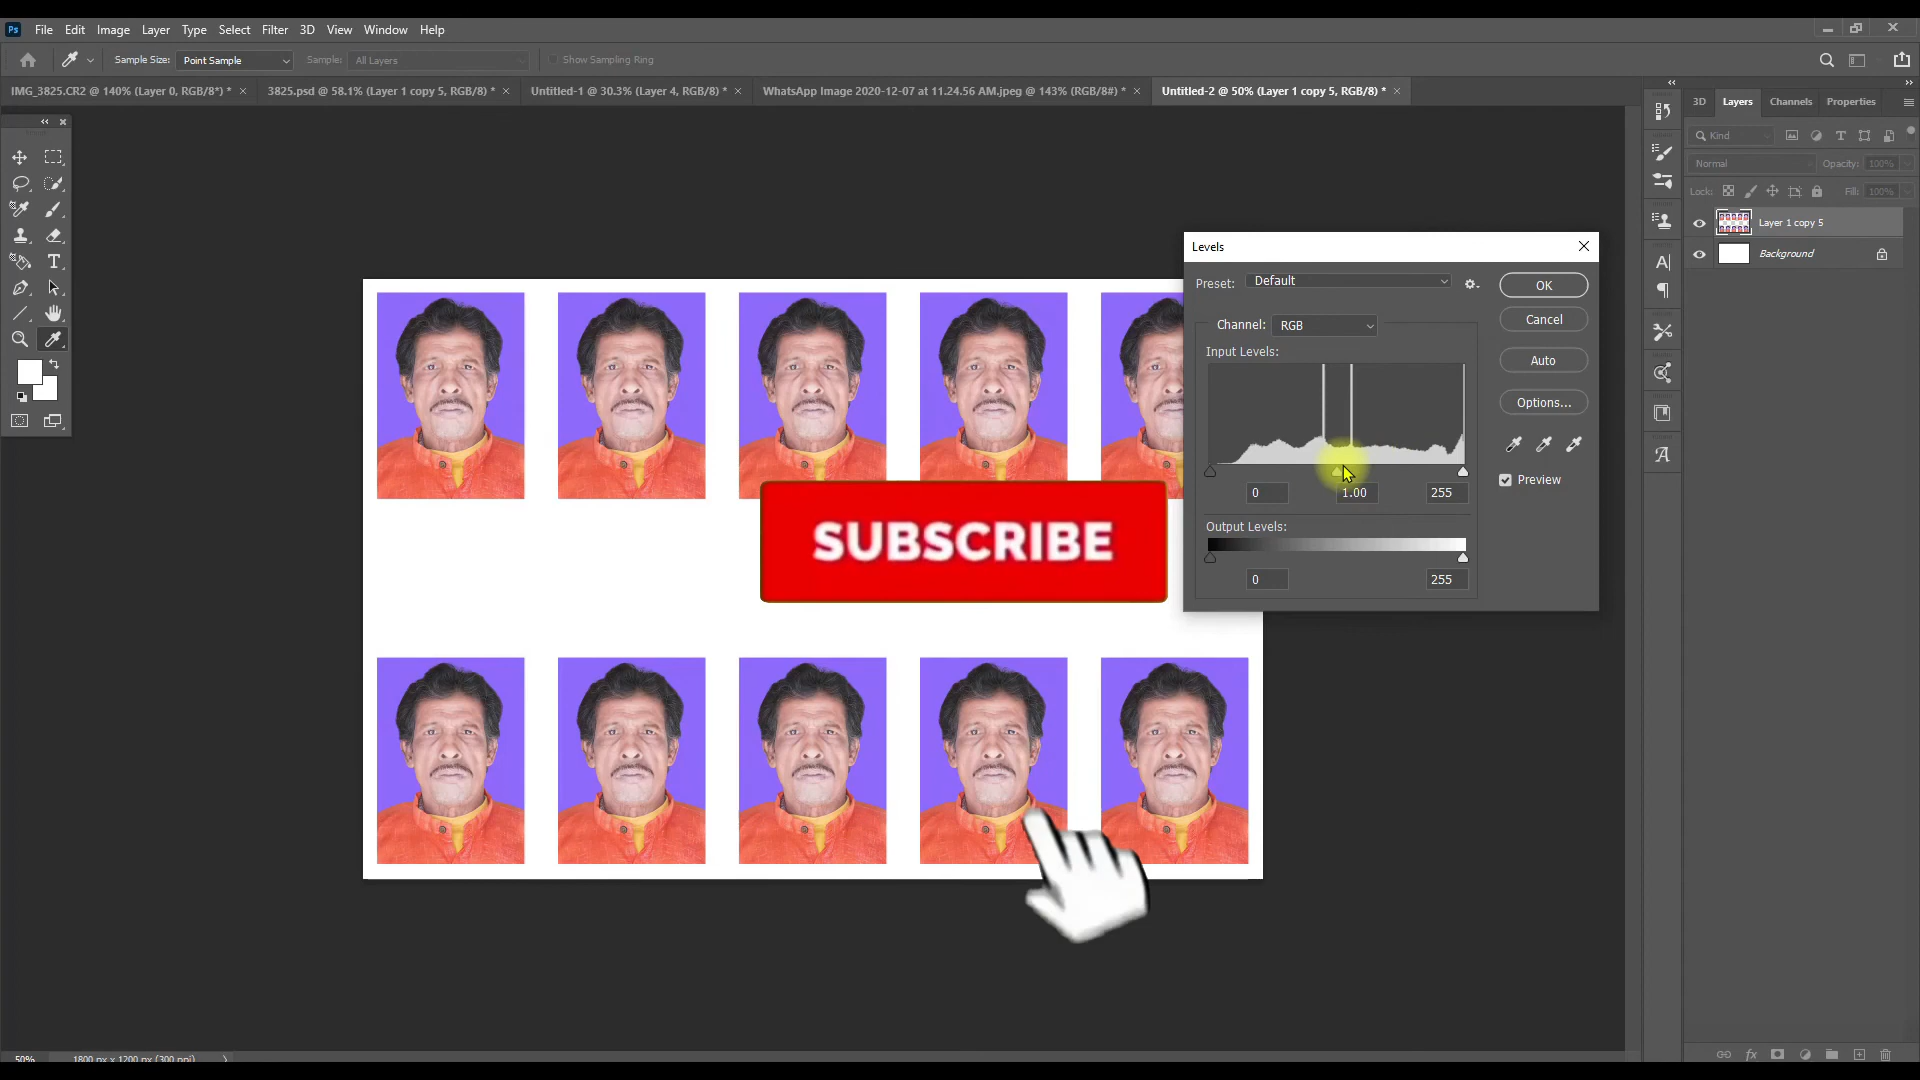 Ps File Edit Image Layer Type Select Filter 3D View Window Help
Sample Size: Point Sample Sample: All Layers Show Sampling Ring
IMG_3825.CR2 @ 140% (Layer 0, RGB/8*) * × 3825.psd @ 58.1% (Layer 1 copy 5, RGB/8) * × Untitled-1 @ 30.3% (Layer 4, RGB/8) * × WhatsApp Image 2020-12-07 at 11.24.56 AM.jpeg @ 143% (RGB/8#) * × Untitled-2 @ 50% (Layer 1 copy 5, RGB/8) * ×
3D Layers Channels Properties
Kind
Normal Opacity: 100%
Lock: Fill: 100%
Layer 1 copy 5
Background
Levels
Preset: Default OK
Channel: RGB Cancel
Input Levels:
Auto
Options...
Preview
0 1.00 255
Output Levels:
0 255
SUBSCRIBE
50% 1800 px x 1200 px (300 ppi)